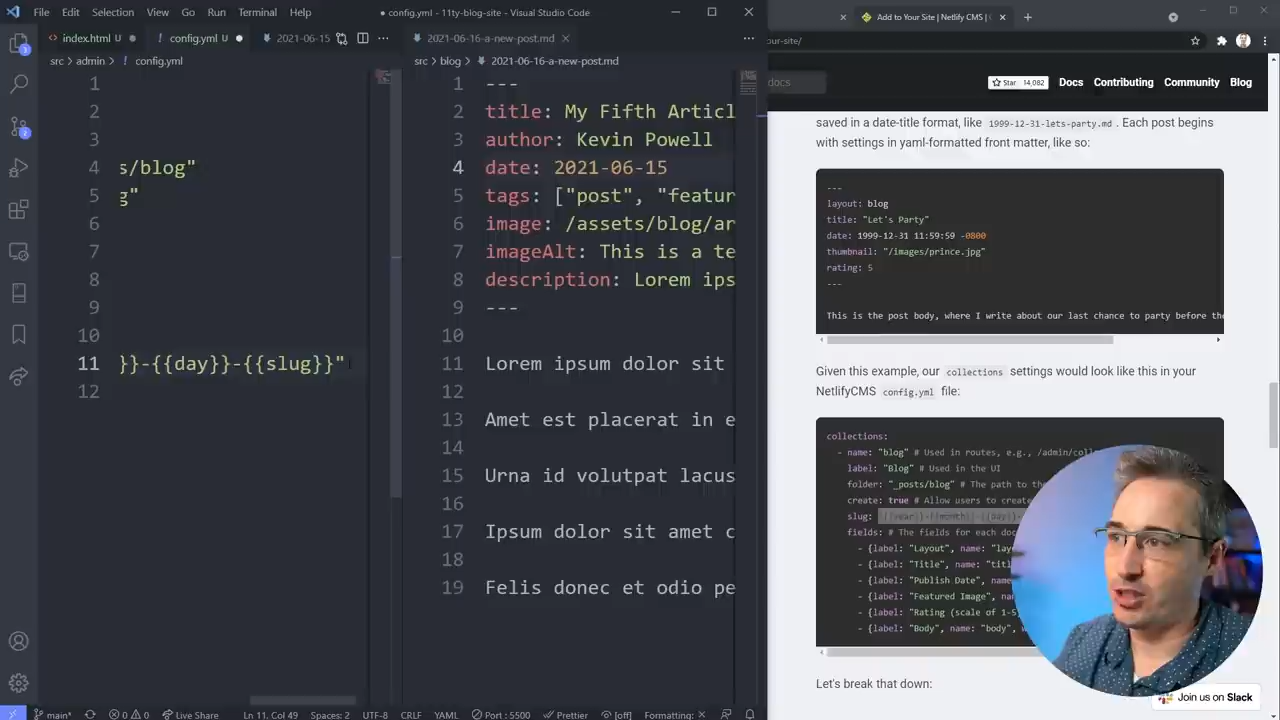 File Edit Selection View Go Run Terminal Help
● config.yml - 11ty-blog-site - Visual Studio Code
Add to Your Site | Netlify CMS |
our-site/
index.html
config.yml
2021-06-15
2021-06-16-a-new-post.md
src > admin > config.yml
src > blog > 2021-06-16-a-new-post.md
1
2
3
4 s/blog"
5 g"
6
7
8
9
10
11 }}-{{day}}-{{slug}}"
12
1 ---
2 title: My Fifth Articl
3 author: Kevin Powell
4 date: 2021-06-15
5 tags: ["post", "featur
6 image: /assets/blog/ar
7 imageAlt: This is a te
8 description: Lorem ips
9 ---
10
11 Lorem ipsum dolor sit
12
13 Amet est placerat in e
14
15 Urna id volutpat lacus
16
17 Ipsum dolor sit amet c
18
19 Felis donec et odio pe
3
2
main* 0 0 Live Share Ln 11, Col 49 Spaces: 2 UTF-8 CRLF YAML Port : 5500 Prettier [off] Formatting: ×
docs Star 14,082 Docs Contributing Community Blog
saved in a date-title format, like 1999-12-31-lets-party.md . Each post begins
with settings in yaml-formatted front matter, like so:
---
layout: blog
title: "Let's Party"
date: 1999-12-31 11:59:59 -0800
thumbnail: "/images/prince.jpg"
rating: 5
---
This is the post body, where I write about our last chance to party before the
Given this example, our collections settings would look like this in your
NetlifyCMS config.yml file:
collections:
- name: "blog" # Used in routes, e.g., /admin/coll
label: "Blog" # Used in the UI
folder: "_posts/blog" # The path to the
create: true # Allow users to create
slug: "{{year}}-{{month}}-{{day}}-
fields: # The fields for each doc
- {label: "Layout", name: "lay
- {label: "Title", name: "titl
- {label: "Publish Date", name
- {label: "Featured Image", nam
- {label: "Rating (scale of 1-5
- {label: "Body", name: "body", w
Let's break that down:
Join us on Slack